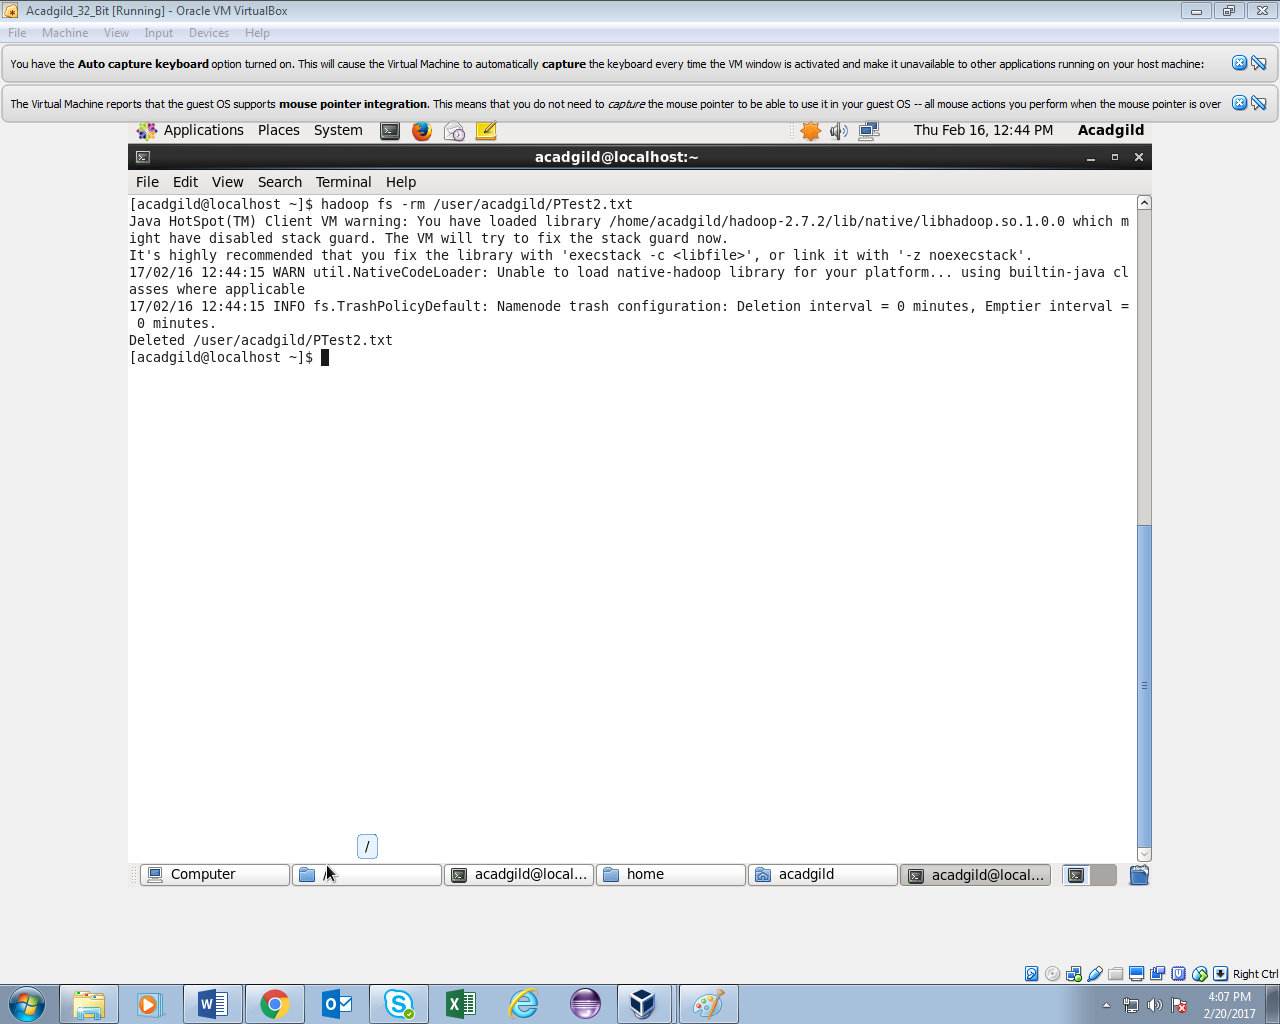 Acadgild_32_Bit [Running] - Oracle VM VirtualBox
File Machine View Input Devices Help
You have the Auto capture keyboard option turned on. This will cause the Virtual Machine to automatically capture the keyboard every time the VM window is activated and make it unavailable to other applications running on your host machine:
The Virtual Machine reports that the guest OS supports mouse pointer integration. This means that you do not need to capture the mouse pointer to be able to use it in your guest OS -- all mouse actions you perform when the mouse pointer is over
Applications Places System Thu Feb 16, 12:44 PM Acadgild
acadgild@localhost:~
File Edit View Search Terminal Help
[acadgild@localhost ~]$ hadoop fs -rm /user/acadgild/PTest2.txt
Java HotSpot(TM) Client VM warning: You have loaded library /home/acadgild/hadoop-2.7.2/lib/native/libhadoop.so.1.0.0 which m
ight have disabled stack guard. The VM will try to fix the stack guard now.
It's highly recommended that you fix the library with 'execstack -c <libfile>', or link it with '-z noexecstack'.
17/02/16 12:44:15 WARN util.NativeCodeLoader: Unable to load native-hadoop library for your platform... using builtin-java cl
asses where applicable
17/02/16 12:44:15 INFO fs.TrashPolicyDefault: Namenode trash configuration: Deletion interval = 0 minutes, Emptier interval =
 0 minutes.
Deleted /user/acadgild/PTest2.txt
[acadgild@localhost ~]$
/
Computer / acadgild@local... home acadgild acadgild@local...
Right Ctrl
4:07 PM
2/20/2017